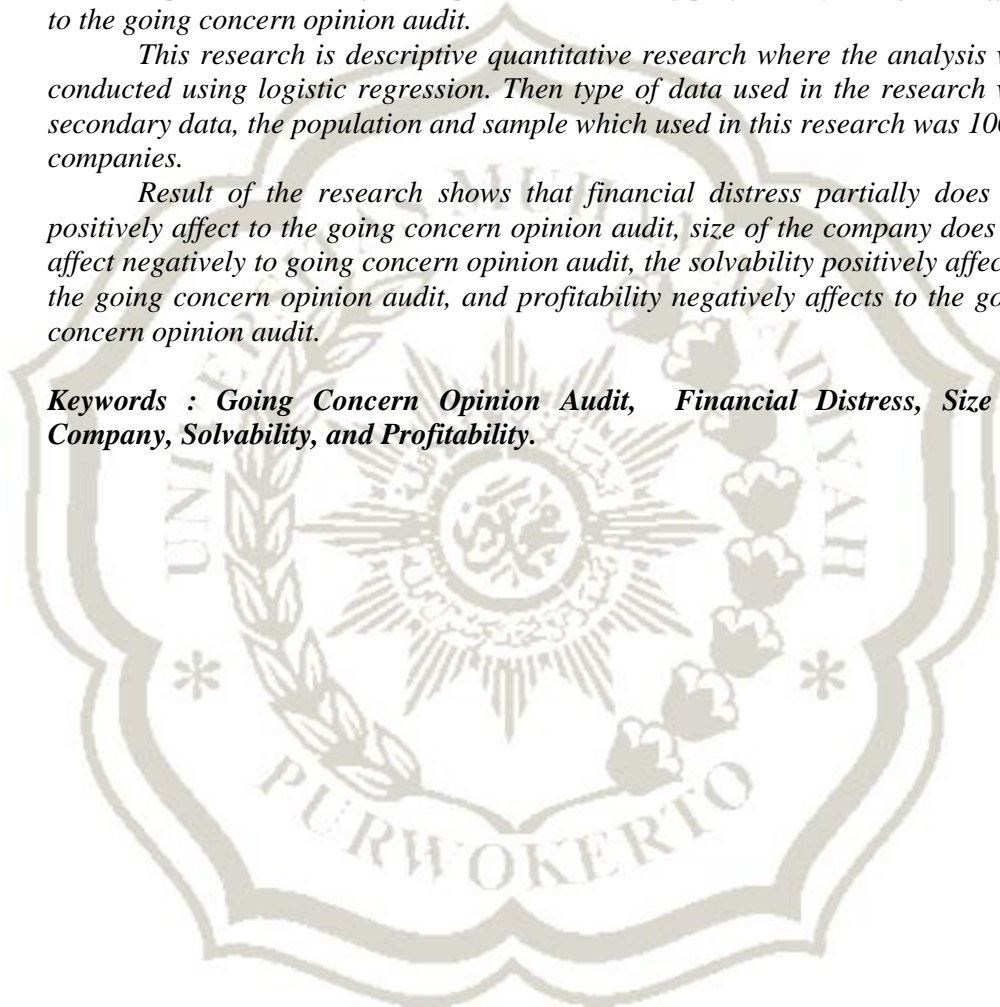 to the going concern opinion audit.
This research is descriptive quantitative research where the analysis
conducted using logistic regression. Then type of data used in the research
secondary data, the population and sample which used in this research was 100
companies.
Result of the research shows that financial distress partially does
positively affect to the going concern opinion audit, size of the company does
affect negatively to going concern opinion audit, the solvability positively affec
the going concern opinion audit, and profitability negatively affects to the go
concern opinion audit.
Keywords : Going Concern Opinion Audit, Financial Distress, Size
Company, Solvability, and Profitability.
UNIVERSITAS MUHAMMADIYAH
PURWOKERTO